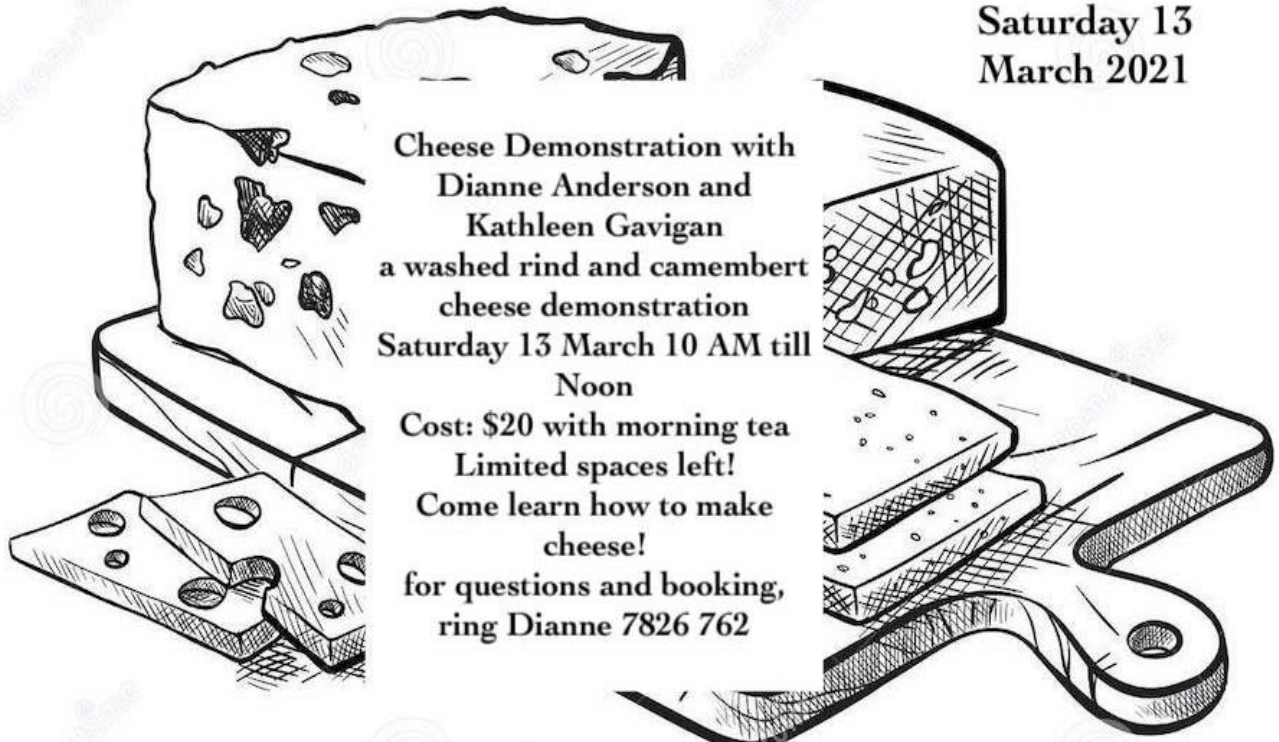 Saturday 13
March 2021
Cheese Demonstration with
Dianne Anderson and
Kathleen Gavigan
a washed rind and camembert
cheese demonstration
Saturday 13 March 10 AM till
Noon
Cost: $20 with morning tea
Limited spaces left!
Come learn how to make
cheese!
for questions and booking,
ring Dianne 7826 762